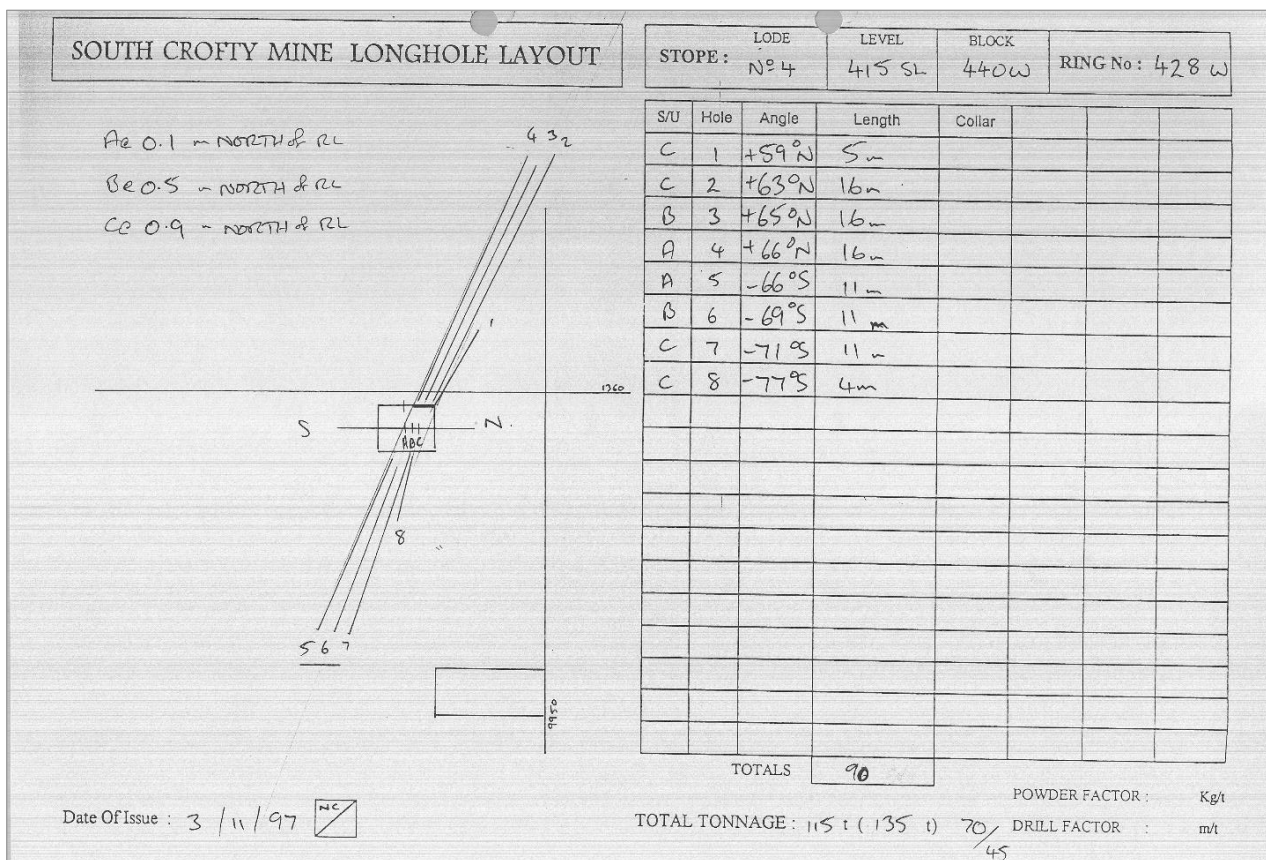 SOUTH CROFTY MINE LONGHOLE LAYOUT
STOPE : LODE Nº 4 LEVEL 415 SL BLOCK 440W RING No : 428 W
A@ 0.1 m NORTH of RL
B@ 0.5 m NORTH of RL
C@ 0.9 m NORTH of RL
4 3 2
1
1360
S N.
A B C
8
5 6 7
9950
S/U Hole Angle Length Collar
C 1 +59°N 5m
C 2 +63°N 16m
B 3 +65°N 16m
A 4 +66°N 16m
A 5 -66°S 11m
B 6 -69°S 11 m
C 7 -71°S 11 m
C 8 -77°S 4m
TOTALS 90
POWDER FACTOR : Kg/t
Date Of Issue : 3 / 11 / 97 NC
TOTAL TONNAGE : 115 t ( 135 t) 70/45 DRILL FACTOR : m/t